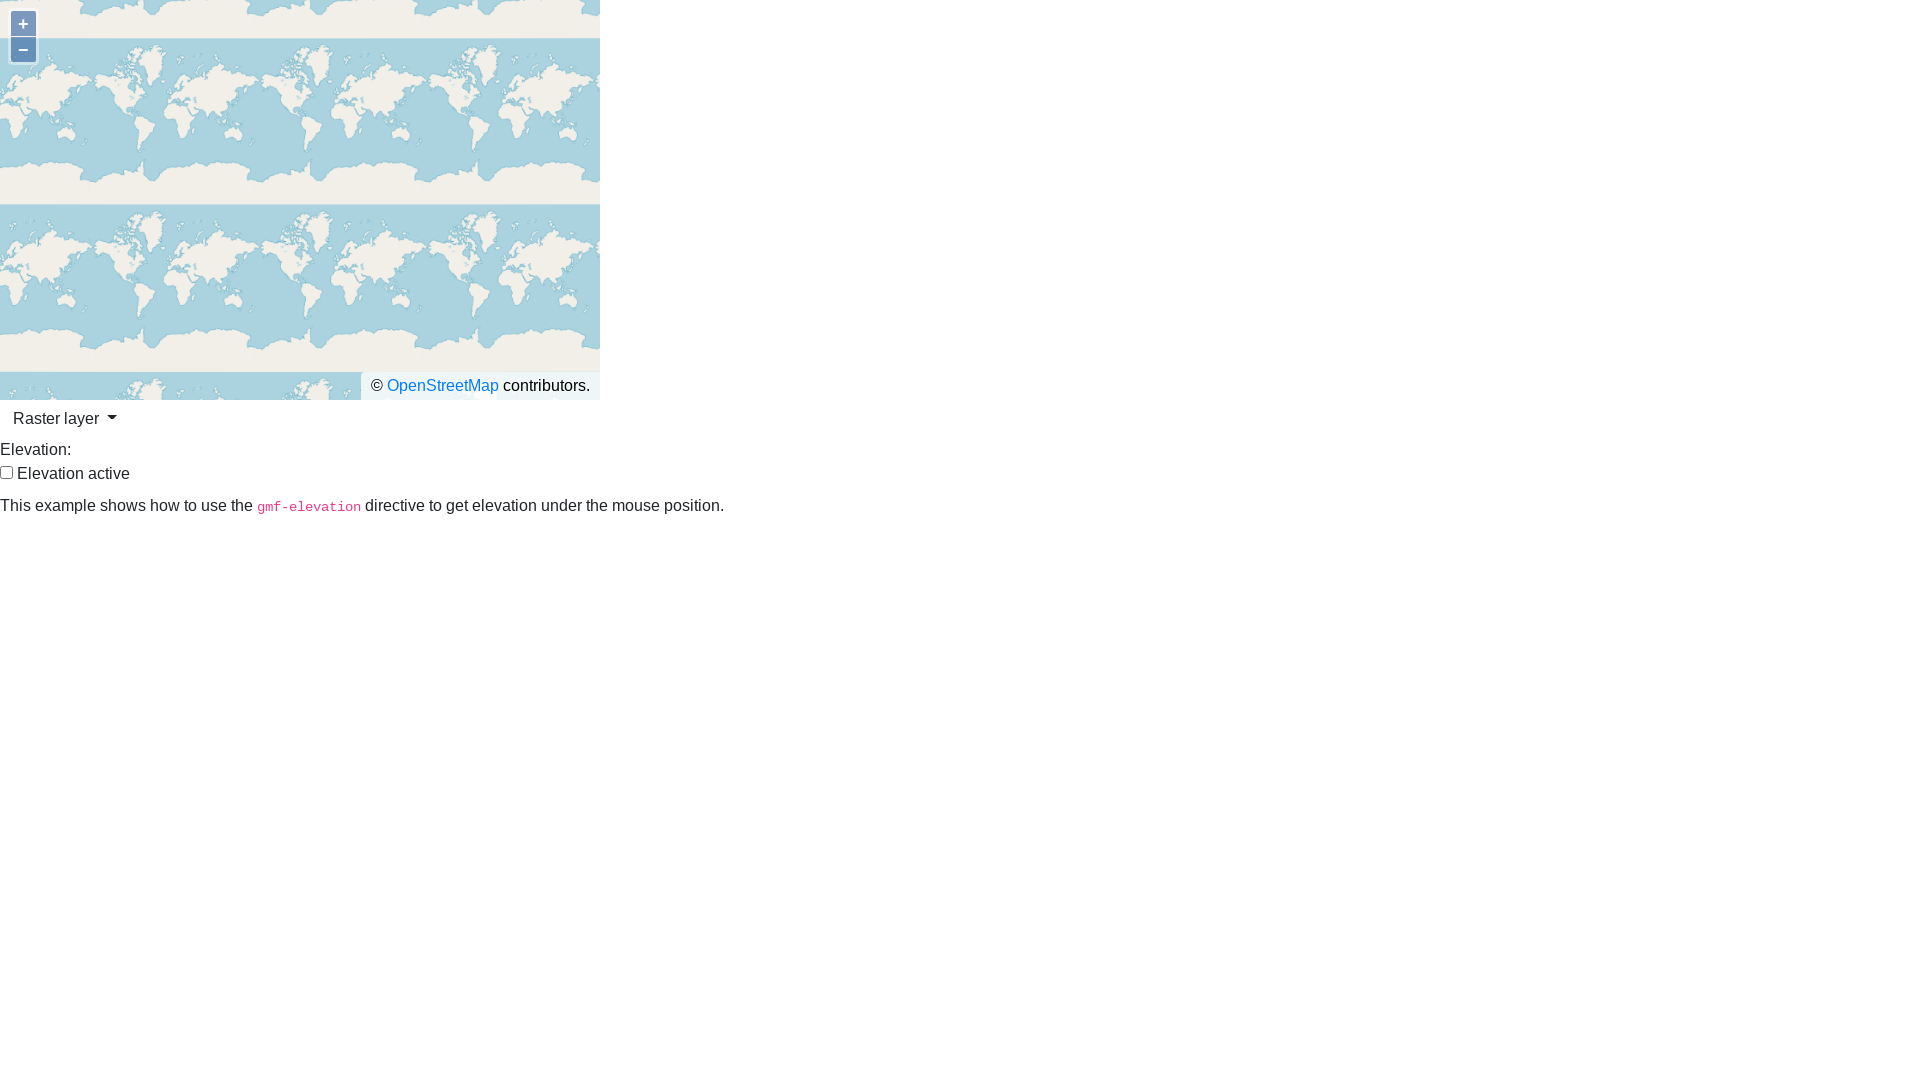 +
−
© OpenStreetMap contributors.
Raster layer
Elevation:
Elevation active
This example shows how to use the gmf-elevation directive to get elevation under the mouse position.